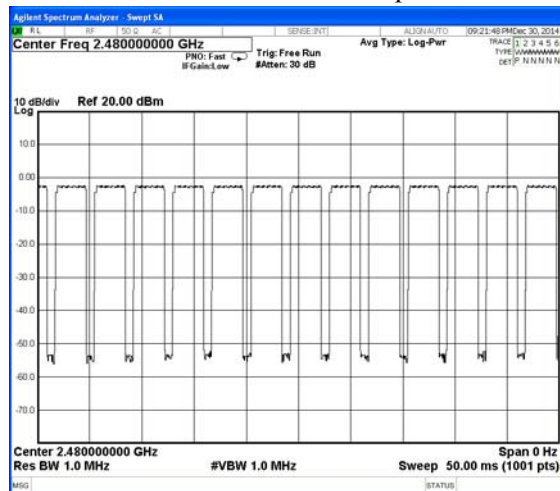 Agilent Spectrum Analyzer - Swept SA
RL RF 50 Ω AC SENSE:INT ALIGNAUTO 09:21:48 PM Dec 30, 2014
Center Freq 2.480000000 GHz
PNO: Fast
IFGain:Low
Trig: Free Run
#Atten: 30 dB
Avg Type: Log-Pwr
TRACE 1 2 3 4 5 6
TYPE
DET P N N N N N
10 dB/div Ref 20.00 dBm
Log
10.0
0.00
-10.0
-20.0
-30.0
-40.0
-50.0
-60.0
-70.0
Center 2.480000000 GHz Span 0 Hz
Res BW 1.0 MHz #VBW 1.0 MHz Sweep 50.00 ms (1001 pts)
MSG STATUS